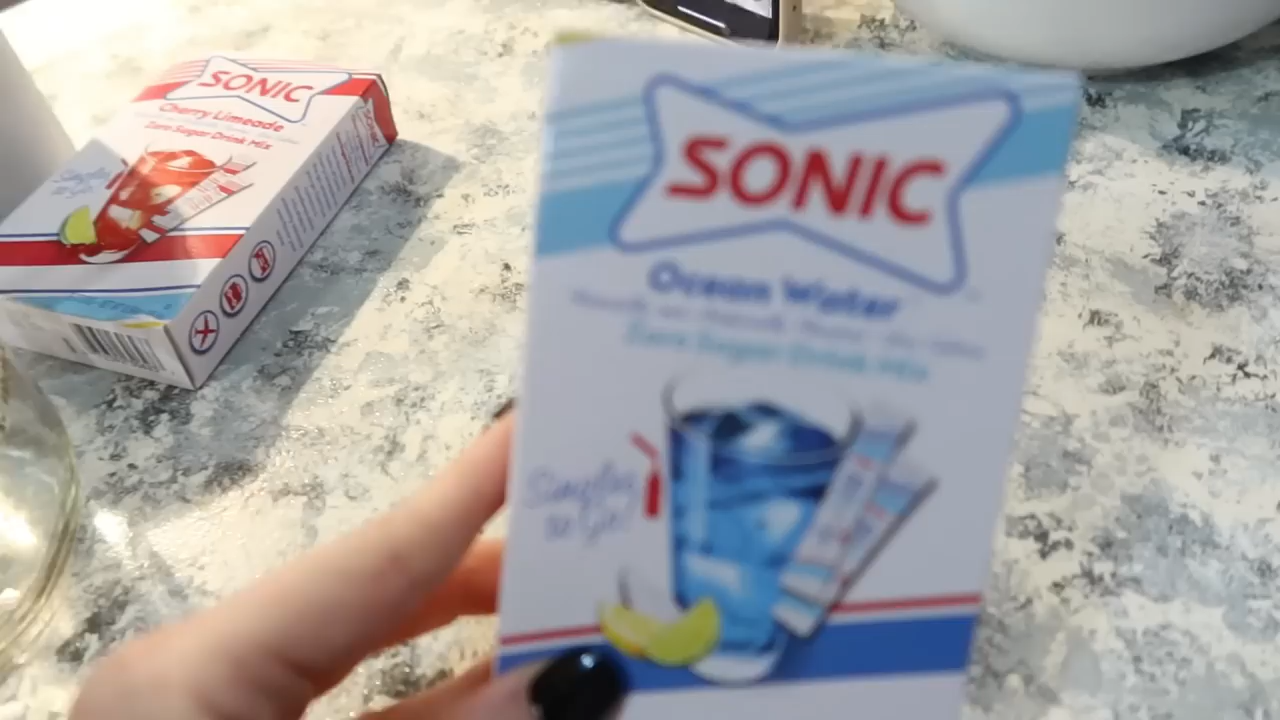 SONIC
Cherry Limeade
Zero Sugar Drink Mix
SONIC
Ocean Water
Zero Sugar Drink Mix
Singles
to Go!